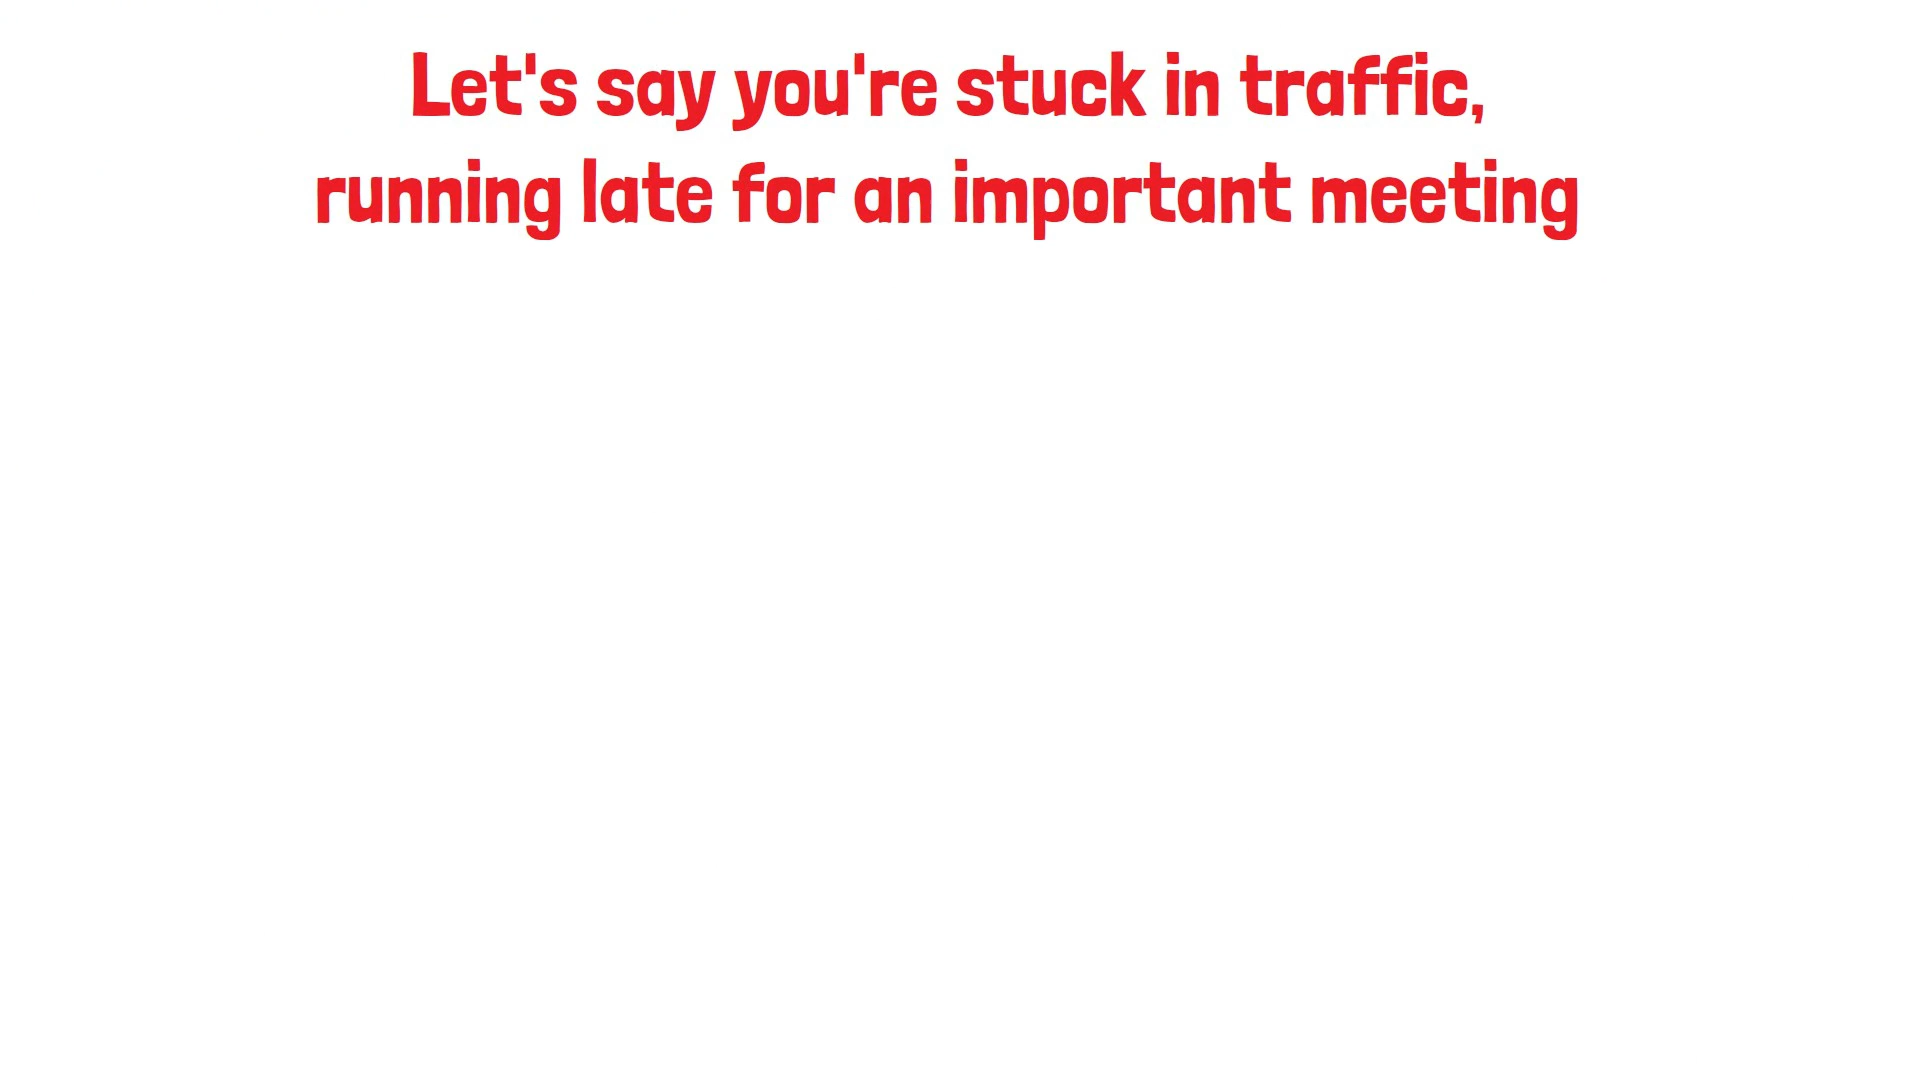 Let's say you're stuck in traffic,
running late for an important meeting